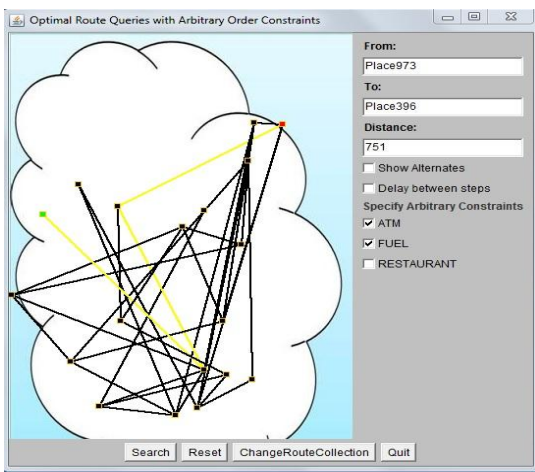 Optimal Route Queries with Arbitrary Order Constraints
From:
Place973
To:
Place396
Distance:
751
Show Alternates
Delay between steps
Specify Arbitrary Constraints
ATM
FUEL
RESTAURANT
Search Reset ChangeRouteCollection Quit